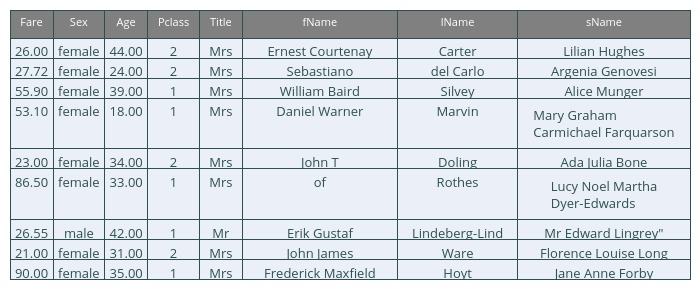 Fare Sex Age Pclass Title fName lName sName
26.00 female 44.00 2 Mrs Ernest Courtenay Carter Lilian Hughes
27.72 female 24.00 2 Mrs Sebastiano del Carlo Argenia Genovesi
55.90 female 39.00 1 Mrs William Baird Silvey Alice Munger
53.10 female 18.00 1 Mrs Daniel Warner Marvin Mary Graham
Carmichael Farquarson
23.00 female 34.00 2 Mrs John T Doling Ada Julia Bone
86.50 female 33.00 1 Mrs of Rothes Lucy Noel Martha
Dyer-Edwards
26.55 male 42.00 1 Mr Erik Gustaf Lindeberg-Lind Mr Edward Lingrey"
21.00 female 31.00 2 Mrs John James Ware Florence Louise Long
90.00 female 35.00 1 Mrs Frederick Maxfield Hoyt Jane Anne Forby